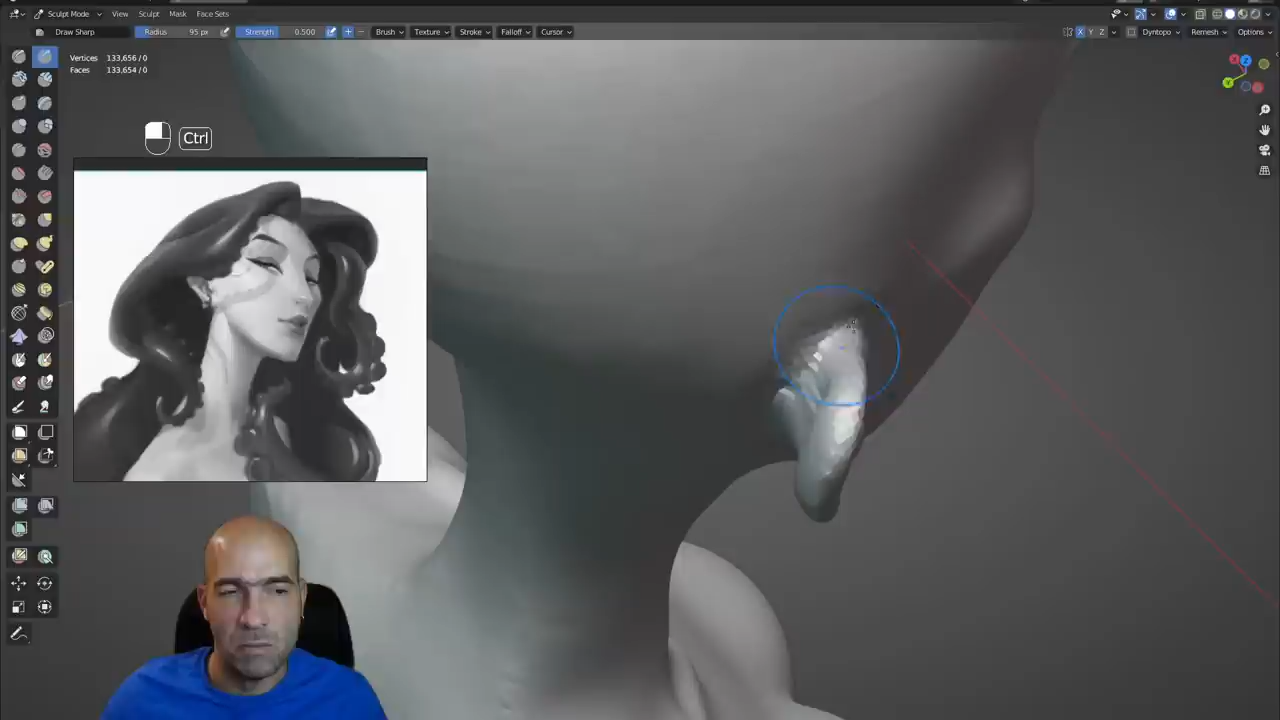 Sculpt Mode View Sculpt Mask Face Sets
Draw Sharp Radius 95 px Strength 0.500 + − Brush Texture Stroke Falloff Cursor X Y Z Dyntopo Remesh Options
Vertices 133,656 / 0
Faces 133,654 / 0
Ctrl
X Z
Y